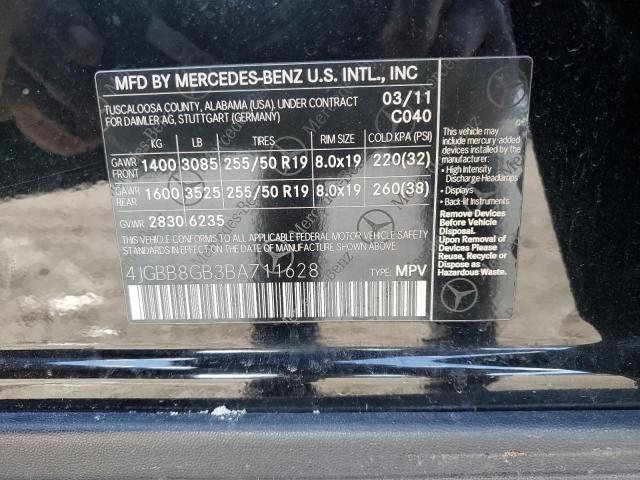 MFD BY MERCEDES-BENZ U.S. INTL., INC
TUSCALOOSA COUNTY, ALABAMA (USA). UNDER CONTRACT 03/11
FOR DAIMLER AG, STUTTGART (GERMANY) C040
KG LB TIRES RIM SIZE COLD KPA (PSI)
GAWR FRONT 1400 3085 255/50 R19 8.0x19 220(32)
GAWR REAR 1600 3525 255/50 R19 8.0x19 260(38)
GVWR 2830 6235
THIS VEHICLE CONFORMS TO ALL APPLICABLE FEDERAL MOTOR VEHICLE SAFETY
STANDARDS IN EFFECT ON THE DATE OF MANUFACTURE SHOWN ABOVE.
4JGBB8GB3BA711628 TYPE: MPV
This vehicle may
include mercury-added
devices installed by the
manufacturer:
• High Intensity
Discharge Headlamps
• Displays
• Back-lit Instruments
Remove Devices
Before Vehicle
Disposal.
Upon Removal of
Devices Please
Reuse, Recycle or
Dispose as
Hazardous Waste.